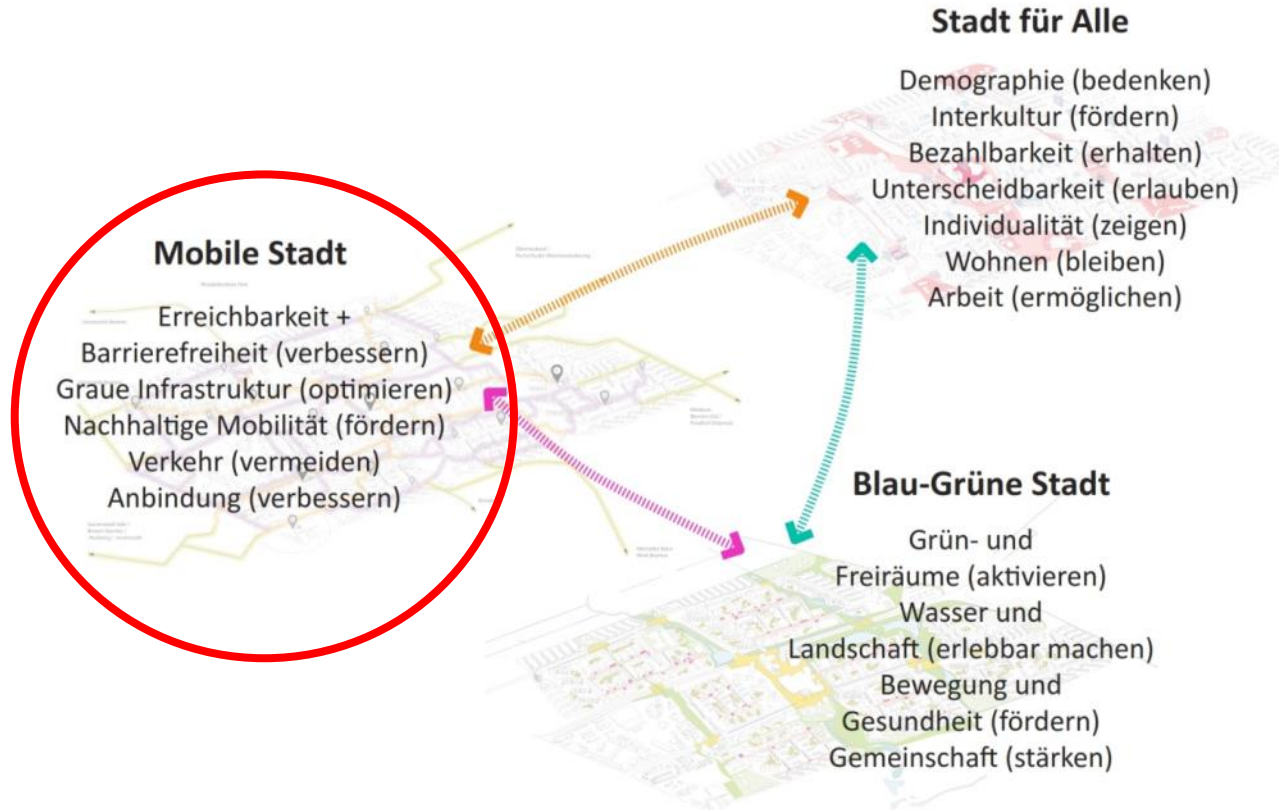 Stadt für Alle
Demographie (bedenken)
Interkultur (fördern)
Bezahlbarkeit (erhalten)
Unterscheidbarkeit (erlauben)
Individualität (zeigen)
Wohnen (bleiben)
Arbeit (ermöglichen)
Mobile Stadt
Erreichbarkeit +
Barrierefreiheit (verbessern)
Graue Infrastruktur (optimieren)
Nachhaltige Mobilität (fördern)
Verkehr (vermeiden)
Anbindung (verbessern)
Blau-Grüne Stadt
Grün- und
Freiräume (aktivieren)
Wasser und
Landschaft (erlebbar machen)
Bewegung und
Gesundheit (fördern)
Gemeinschaft (stärken)